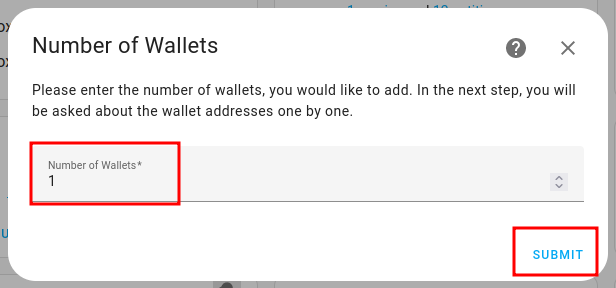 Number of Wallets
Please enter the number of wallets, you would like to add. In the next step, you will
be asked about the wallet addresses one by one.
Number of Wallets*
1
SUBMIT